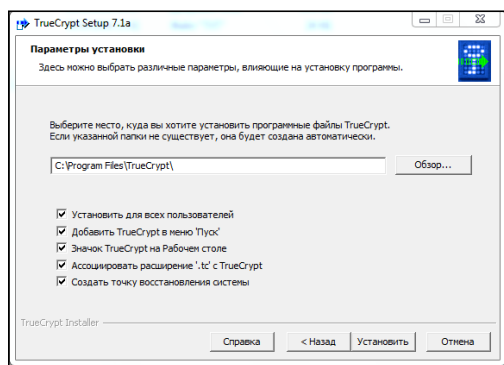 TrueCrypt Setup 7.1a
Параметры установки
Здесь можно выбрать различные параметры, влияющие на установку программы.
Выберите место, куда вы хотите установить программные файлы TrueCrypt.
Если указанной папки не существует, она будет создана автоматически.
C:\Program Files\TrueCrypt\
Обзор...
Установить для всех пользователей
Добавить TrueCrypt в меню 'Пуск'
Значок TrueCrypt на Рабочем столе
Ассоциировать расширение '.tc' с TrueCrypt
Создать точку восстановления системы
TrueCrypt Installer
Справка
< Назад
Установить
Отмена